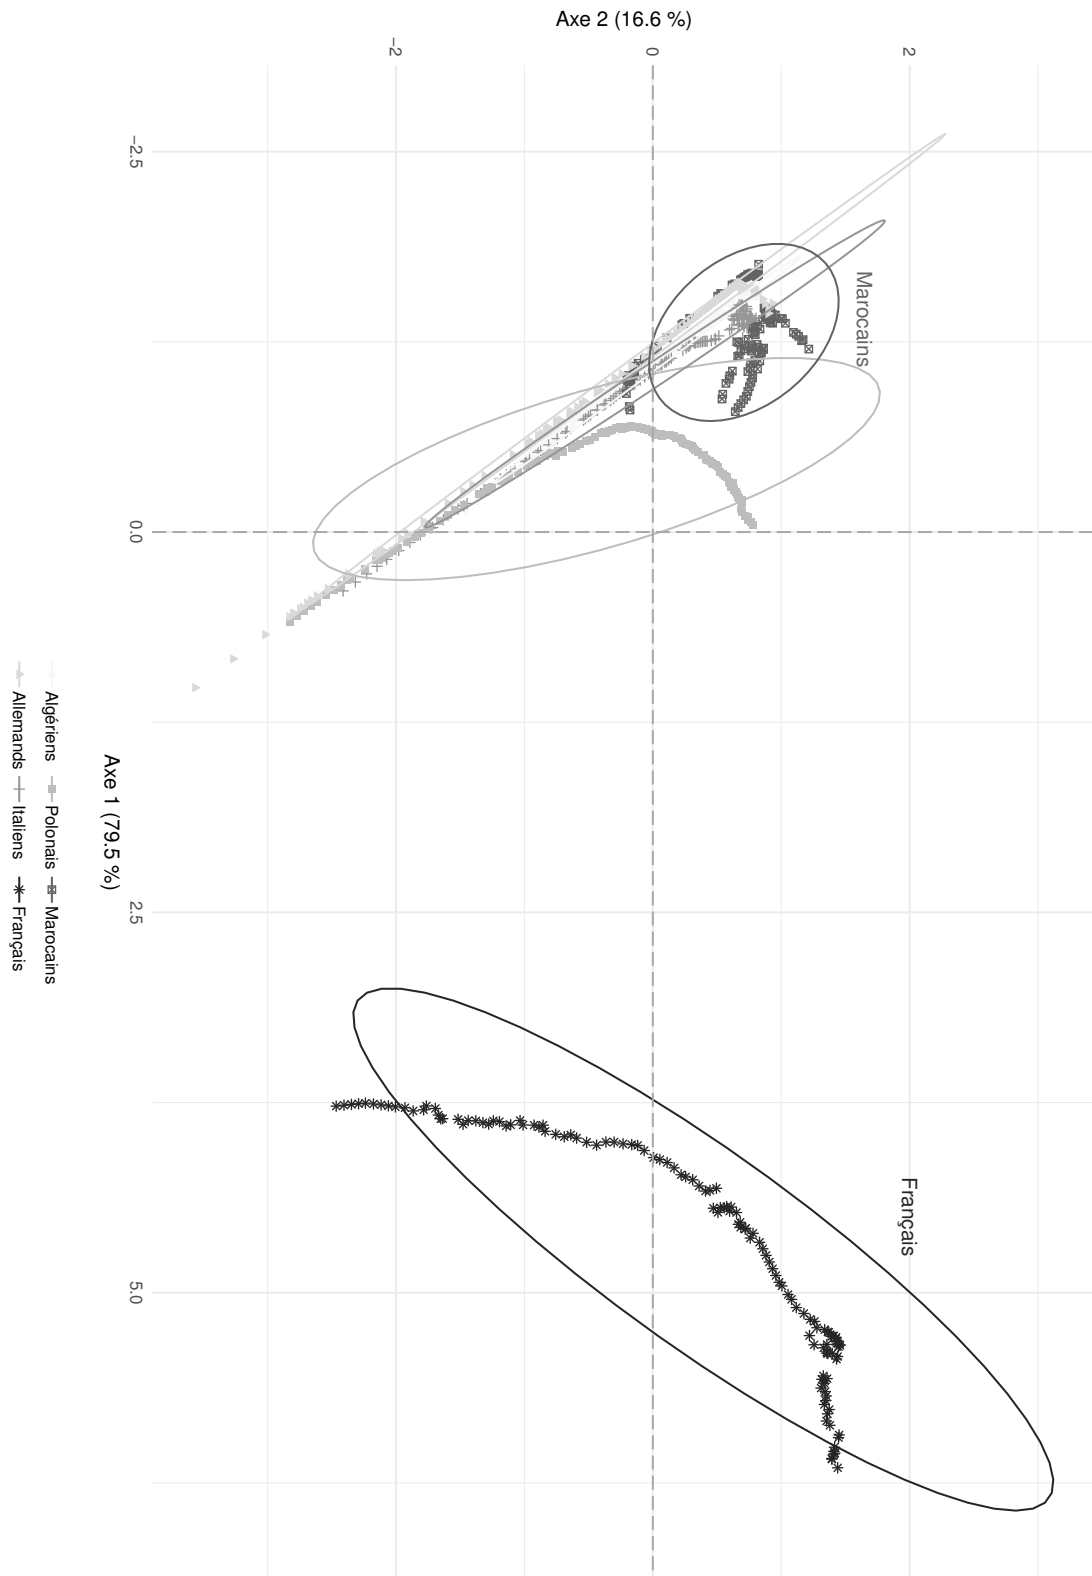 Axe 2 (16.6 %)
−2
0
2
−2.5
0.0
2.5
5.0
Axe 1 (79.5 %)
Marocains
Français
Algériens
Polonais
Marocains
Allemands
Italiens
Français